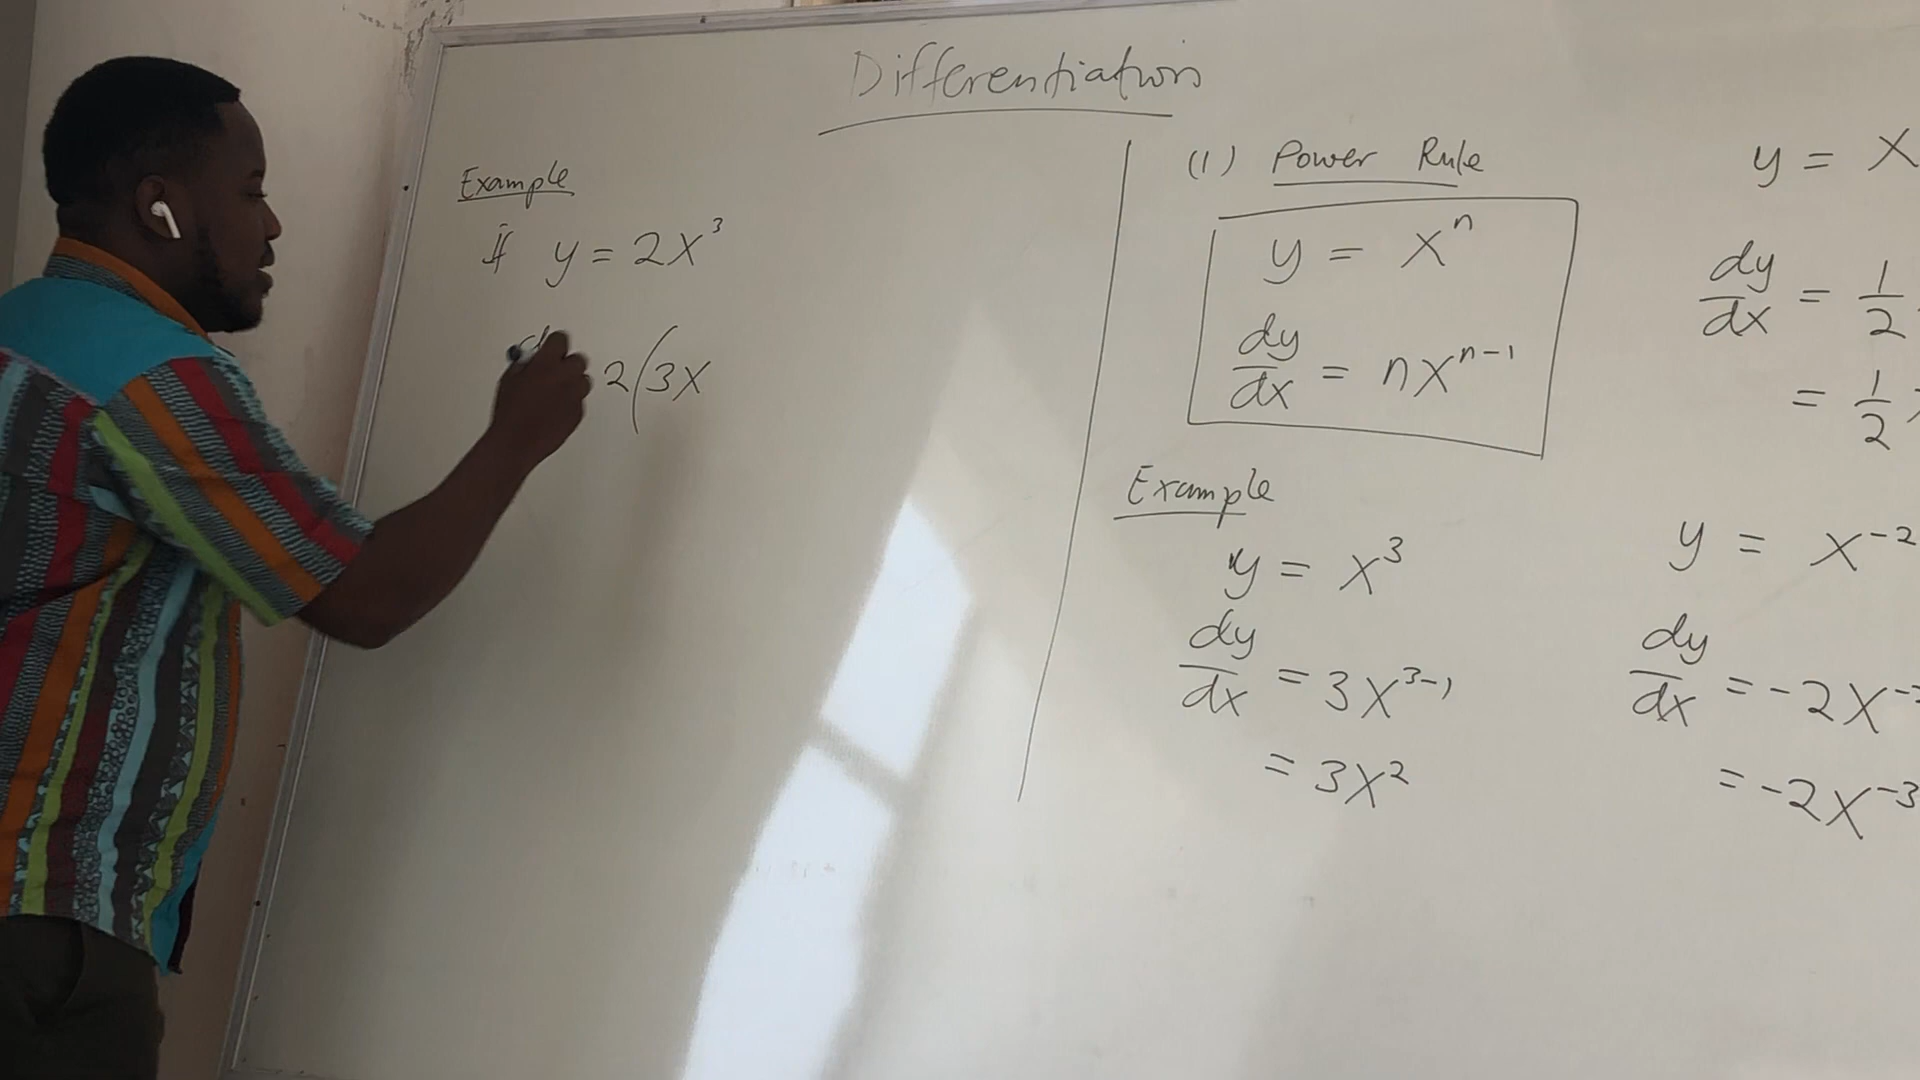 Differentiation
Example
If y = 2x³
2(3x
(1) Power Rule
y = xⁿ
dy/dx = nxⁿ⁻¹
Example
y = x³
dy/dx = 3x³⁻¹
= 3x²
y = x
dy/dx = 1/2
= 1/2
y = x⁻²
dy/dx = -2x⁻
= -2x⁻³